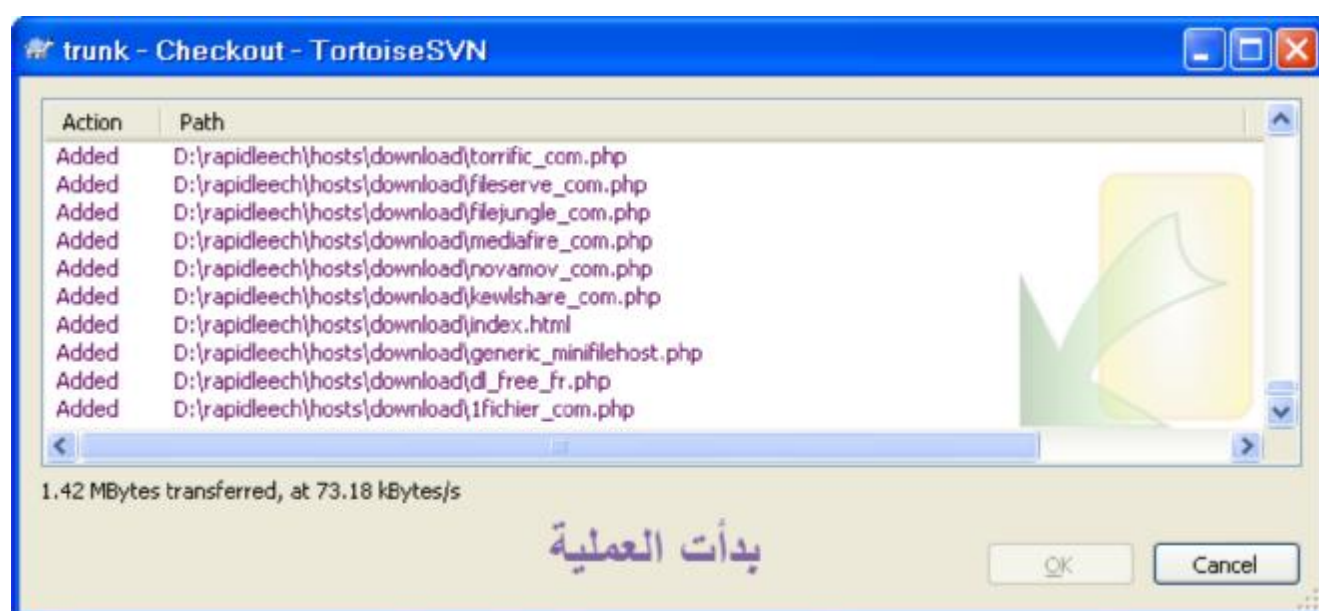 trunk - Checkout - TortoiseSVN
Action Path
Added D:\rapidleech\hosts\download\torrific_com.php
Added D:\rapidleech\hosts\download\fileserve_com.php
Added D:\rapidleech\hosts\download\filejungle_com.php
Added D:\rapidleech\hosts\download\mediafire_com.php
Added D:\rapidleech\hosts\download\novamov_com.php
Added D:\rapidleech\hosts\download\kewlshare_com.php
Added D:\rapidleech\hosts\download\index.html
Added D:\rapidleech\hosts\download\generic_minifilehost.php
Added D:\rapidleech\hosts\download\dl_free_fr.php
Added D:\rapidleech\hosts\download\1fichier_com.php
1.42 MBytes transferred, at 73.18 kBytes/s
بدأت العملية
OK Cancel